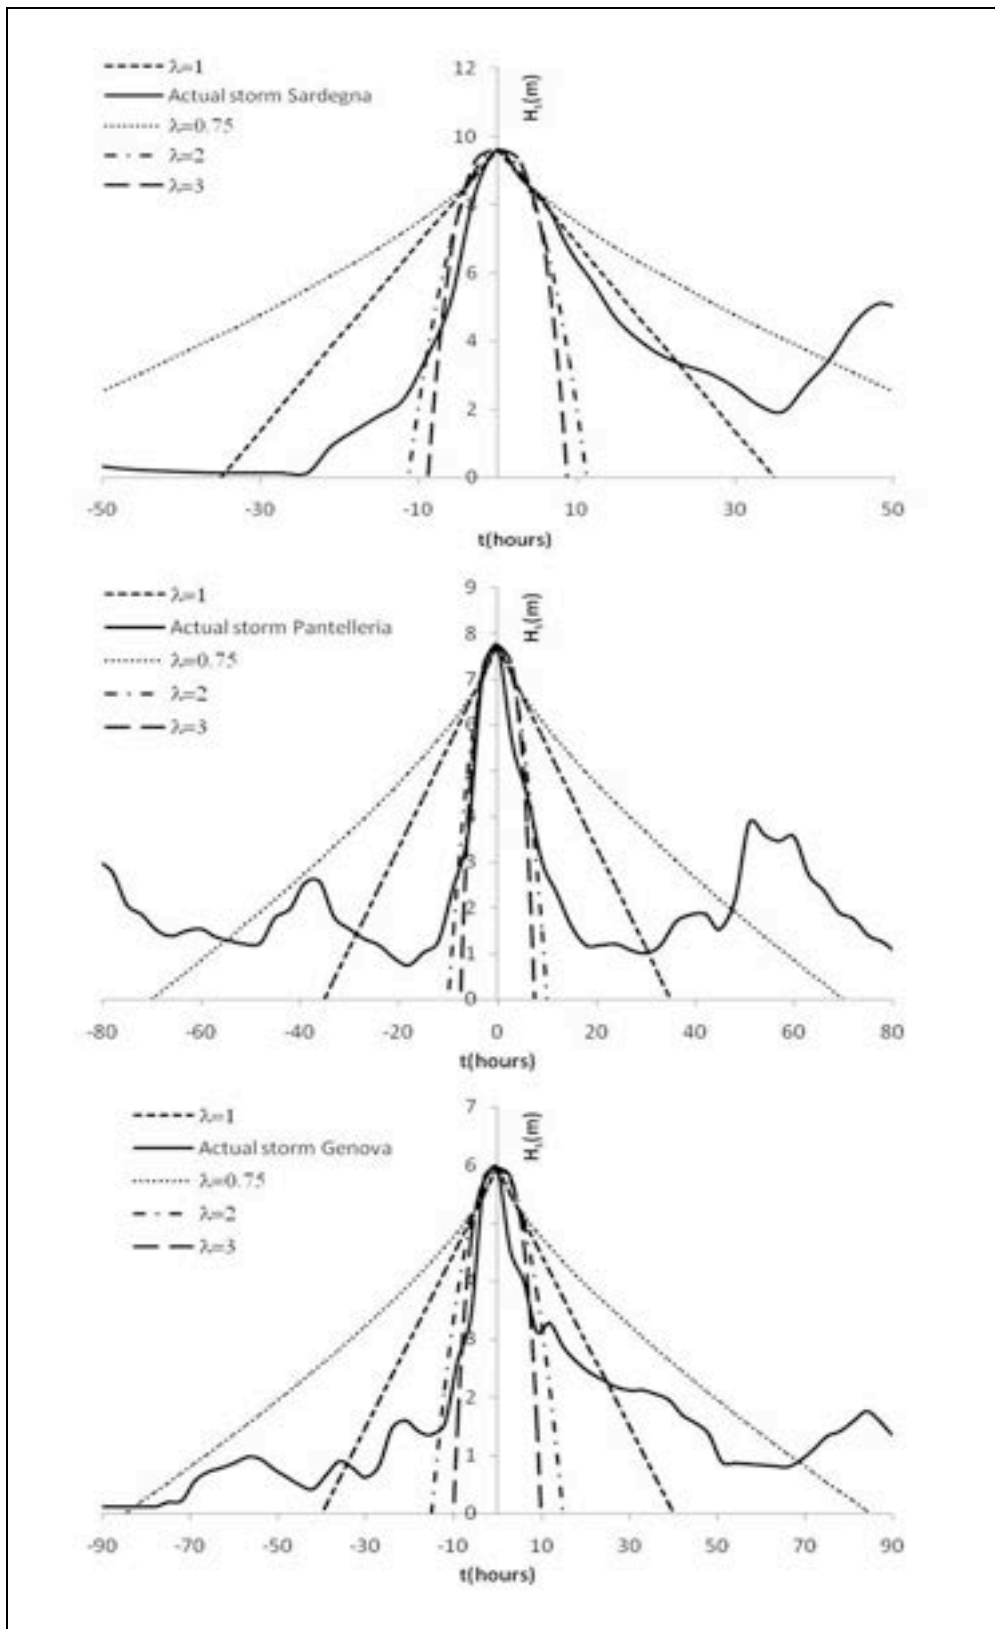 λ=1
Actual storm Sardegna
λ=0.75
λ=2
λ=3
12
10
8
6
4
2
0
Hs(m)
-50 -30 -10 10 30 50
t(hours)
λ=1
Actual storm Pantelleria
λ=0.75
λ=2
λ=3
9
8
7
6
3
2
1
0
Hs(m)
-80 -60 -40 -20 0 20 40 60 80
t(hours)
λ=1
Actual storm Genova
λ=0.75
λ=2
λ=3
7
6
4
3
2
1
0
Hs(m)
-90 -70 -50 -30 -10 10 30 50 70 90
t(hours)